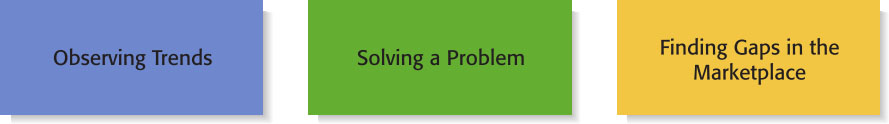 Observing Trends
Solving a Problem
Finding Gaps in the
Marketplace